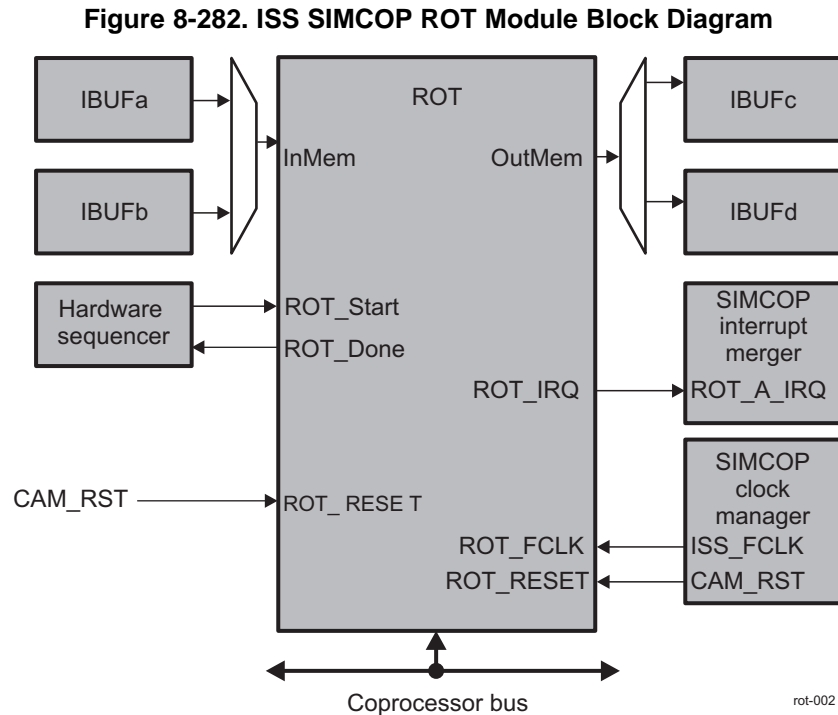 Figure 8-282. ISS SIMCOP ROT Module Block Diagram
IBUFa
IBUFb
ROT
InMem
OutMem
IBUFc
IBUFd
Hardware
sequencer
ROT_Start
ROT_Done
SIMCOP
interrupt
merger
ROT_IRQ
ROT_A_IRQ
CAM_RST
ROT_ RESE T
SIMCOP
clock
manager
ROT_FCLK
ISS_FCLK
ROT_RESET
CAM_RST
Coprocessor bus
rot-002